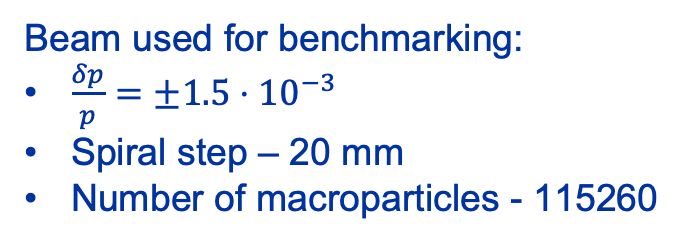 Beam used for benchmarking:
• δp/p = ±1.5 · 10⁻³
• Spiral step – 20 mm
• Number of macroparticles - 115260